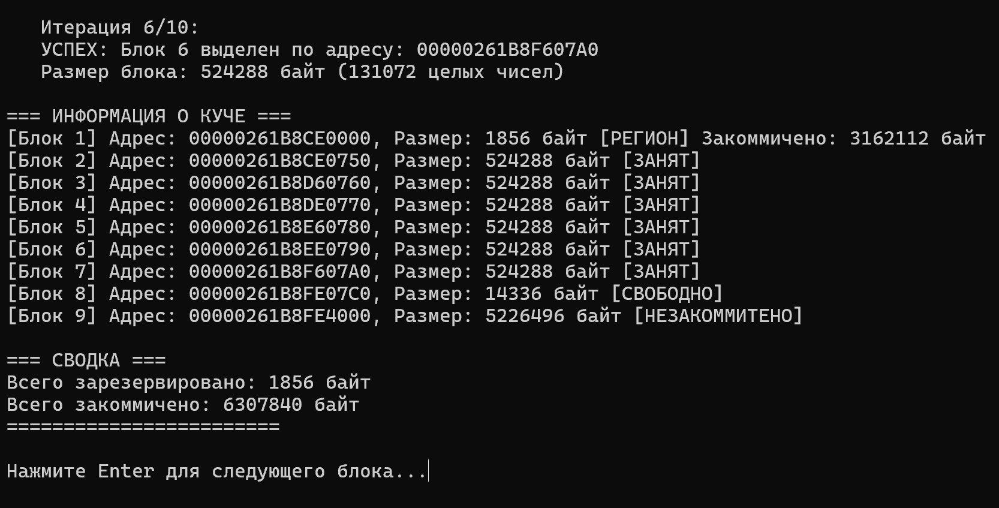 Итерация 6/10:
УСПЕХ: Блок 6 выделен по адресу: 00000261B8F607A0
Размер блока: 524288 байт (131072 целых чисел)
=== ИНФОРМАЦИЯ О КУЧЕ ===
[Блок 1] Адрес: 00000261B8CE0000, Размер: 1856 байт [РЕГИОН] Закоммичено: 3162112 байт
[Блок 2] Адрес: 00000261B8CE0750, Размер: 524288 байт [ЗАНЯТ]
[Блок 3] Адрес: 00000261B8D60760, Размер: 524288 байт [ЗАНЯТ]
[Блок 4] Адрес: 00000261B8DE0770, Размер: 524288 байт [ЗАНЯТ]
[Блок 5] Адрес: 00000261B8E60780, Размер: 524288 байт [ЗАНЯТ]
[Блок 6] Адрес: 00000261B8EE0790, Размер: 524288 байт [ЗАНЯТ]
[Блок 7] Адрес: 00000261B8F607A0, Размер: 524288 байт [ЗАНЯТ]
[Блок 8] Адрес: 00000261B8FE07C0, Размер: 14336 байт [СВОБОДНО]
[Блок 9] Адрес: 00000261B8FE4000, Размер: 5226496 байт [НЕЗАКОММИТЕНО]
=== СВОДКА ===
Всего зарезервировано: 1856 байт
Всего закоммичено: 6307840 байт
========================
Нажмите Enter для следующего блока...